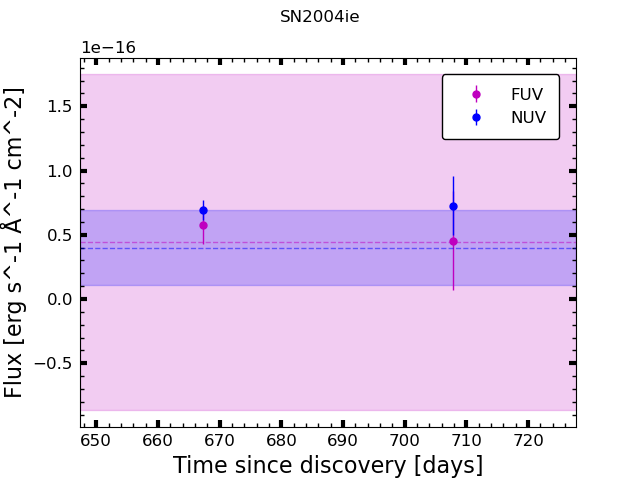 SN2004ie
1e−16
FUV
NUV
1.5
1.0
0.5
0.0
−0.5
Flux [erg s^-1 Å^-1 cm^-2]
650 660 670 680 690 700 710 720
Time since discovery [days]